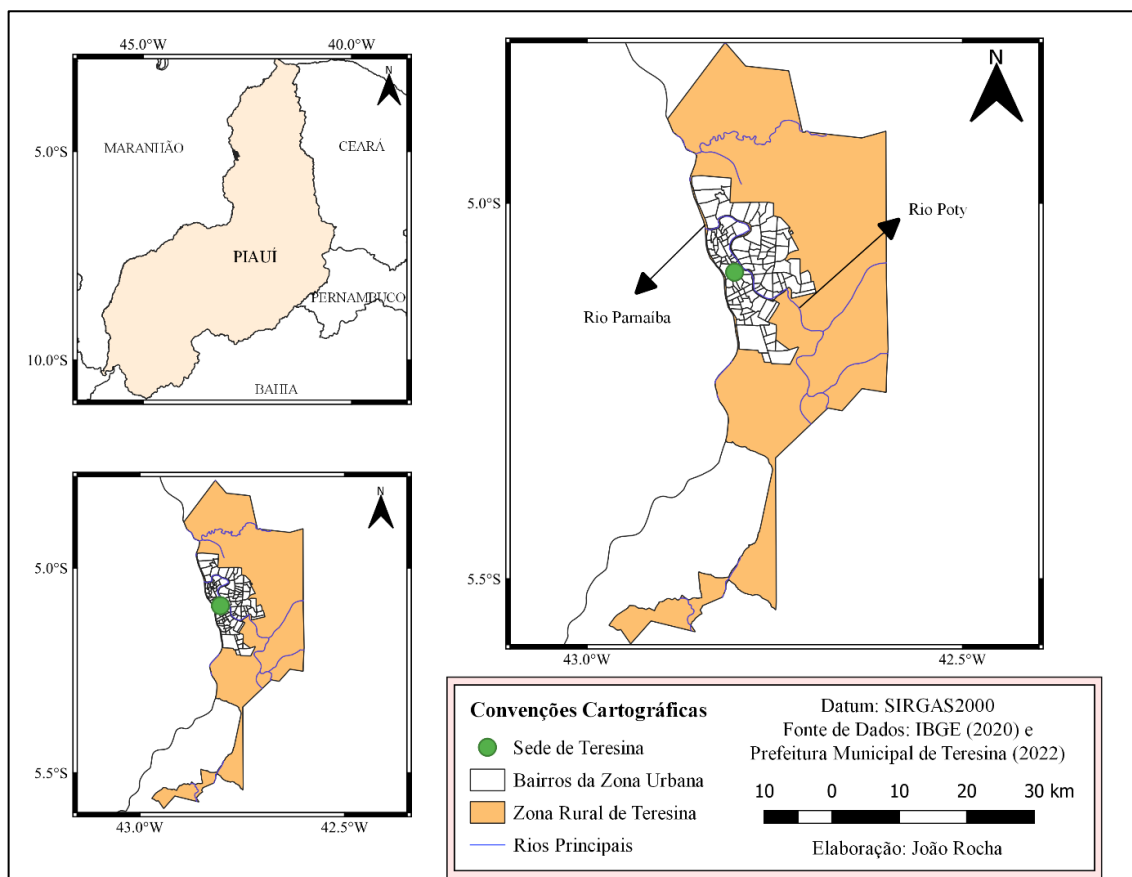 45.0°W
40.0°W
N
5.0°S
MARANHÃO
CEARÁ
PIAUÍ
PERNAMBUCO
10.0°S
BAHIA
N
5.0°S
Rio Poty
Rio Parnaíba
5.5°S
43.0°W
42.5°W
N
5.0°S
5.5°S
43.0°W
42.5°W
Convenções Cartográficas
Sede de Teresina
Bairros da Zona Urbana
Zona Rural de Teresina
Rios Principais
Datum: SIRGAS2000
Fonte de Dados: IBGE (2020) e
Prefeitura Municipal de Teresina (2022)
10 0 10 20 30 km
Elaboração: João Rocha